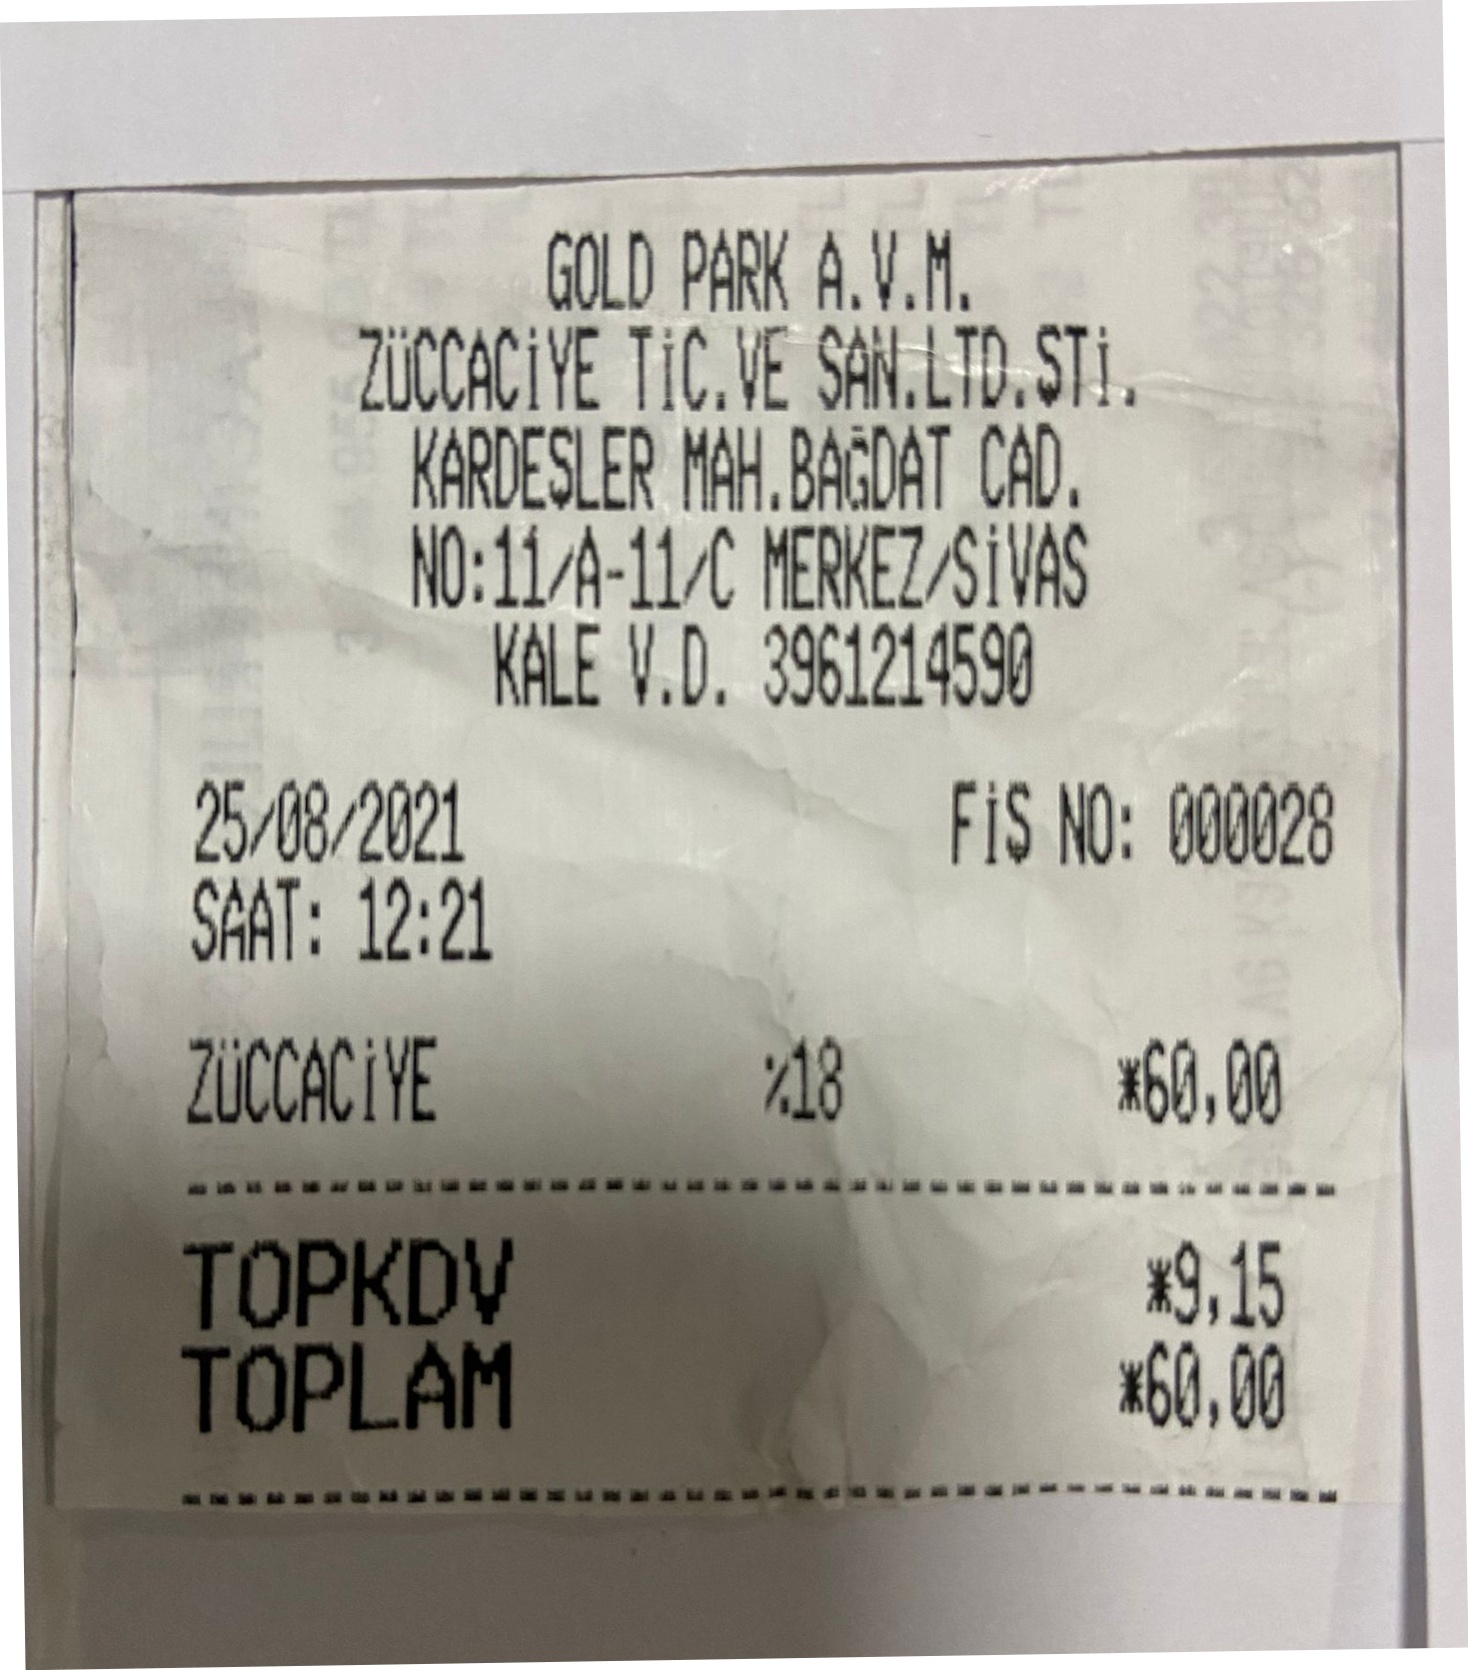 GOLD PARK A.V.M.
ZÜCCACİYE TİC.VE SAN.LTD.ŞTİ.
KARDEŞLER MAH.BAĞDAT CAD.
NO:11/A-11/C MERKEZ/SİVAS
KALE V.D. 3961214590
25/08/2021 FİŞ NO: 000028
SAAT: 12:21
ZÜCCACİYE %18 *60,00
TOPKDV *9,15
TOPLAM *60,00